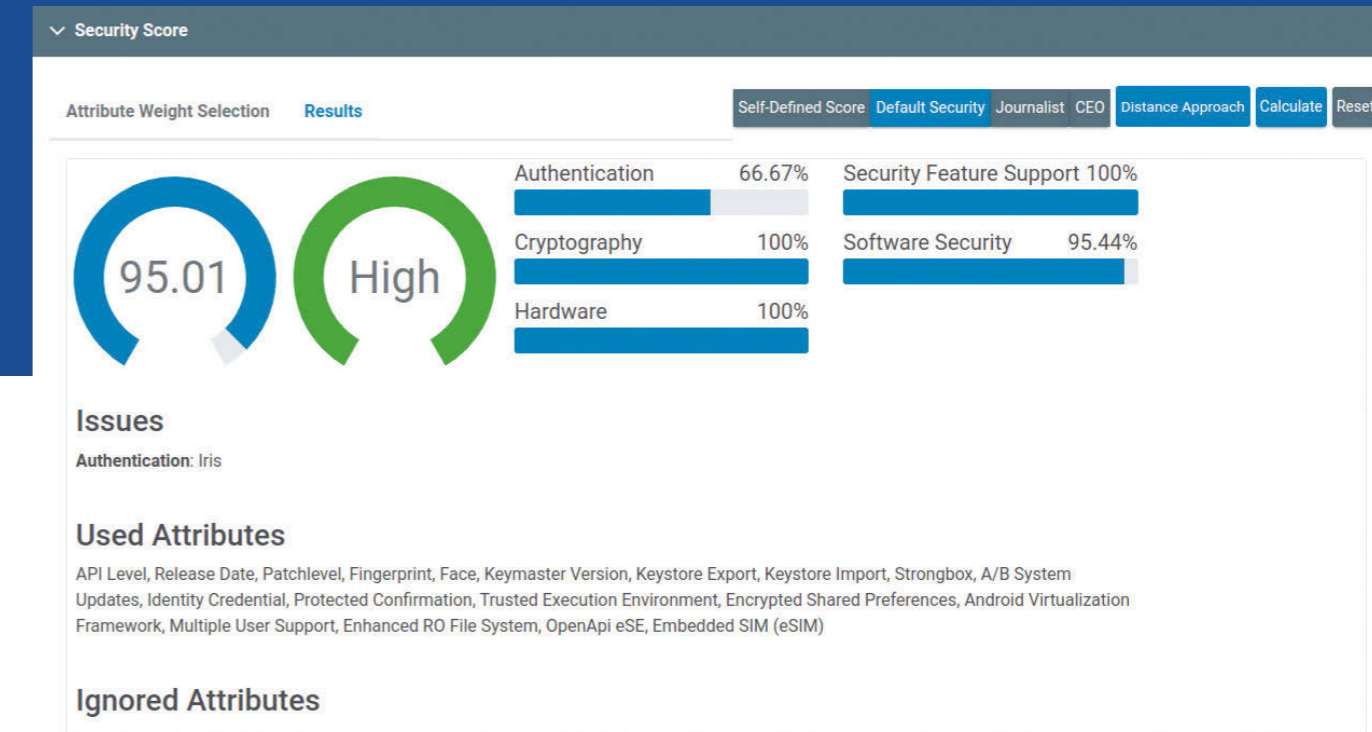 Security Score
Attribute Weight Selection Results
Self-Defined Score Default Security Journalist CEO Distance Approach Calculate Reset
95.01
High
Authentication 66.67%
Cryptography 100%
Hardware 100%
Security Feature Support 100%
Software Security 95.44%
Issues
Authentication: Iris
Used Attributes
API Level, Release Date, Patchlevel, Fingerprint, Face, Keymaster Version, Keystore Export, Keystore Import, Strongbox, A/B System
Updates, Identity Credential, Protected Confirmation, Trusted Execution Environment, Encrypted Shared Preferences, Android Virtualization
Framework, Multiple User Support, Enhanced RO File System, OpenApi eSE, Embedded SIM (eSIM)
Ignored Attributes